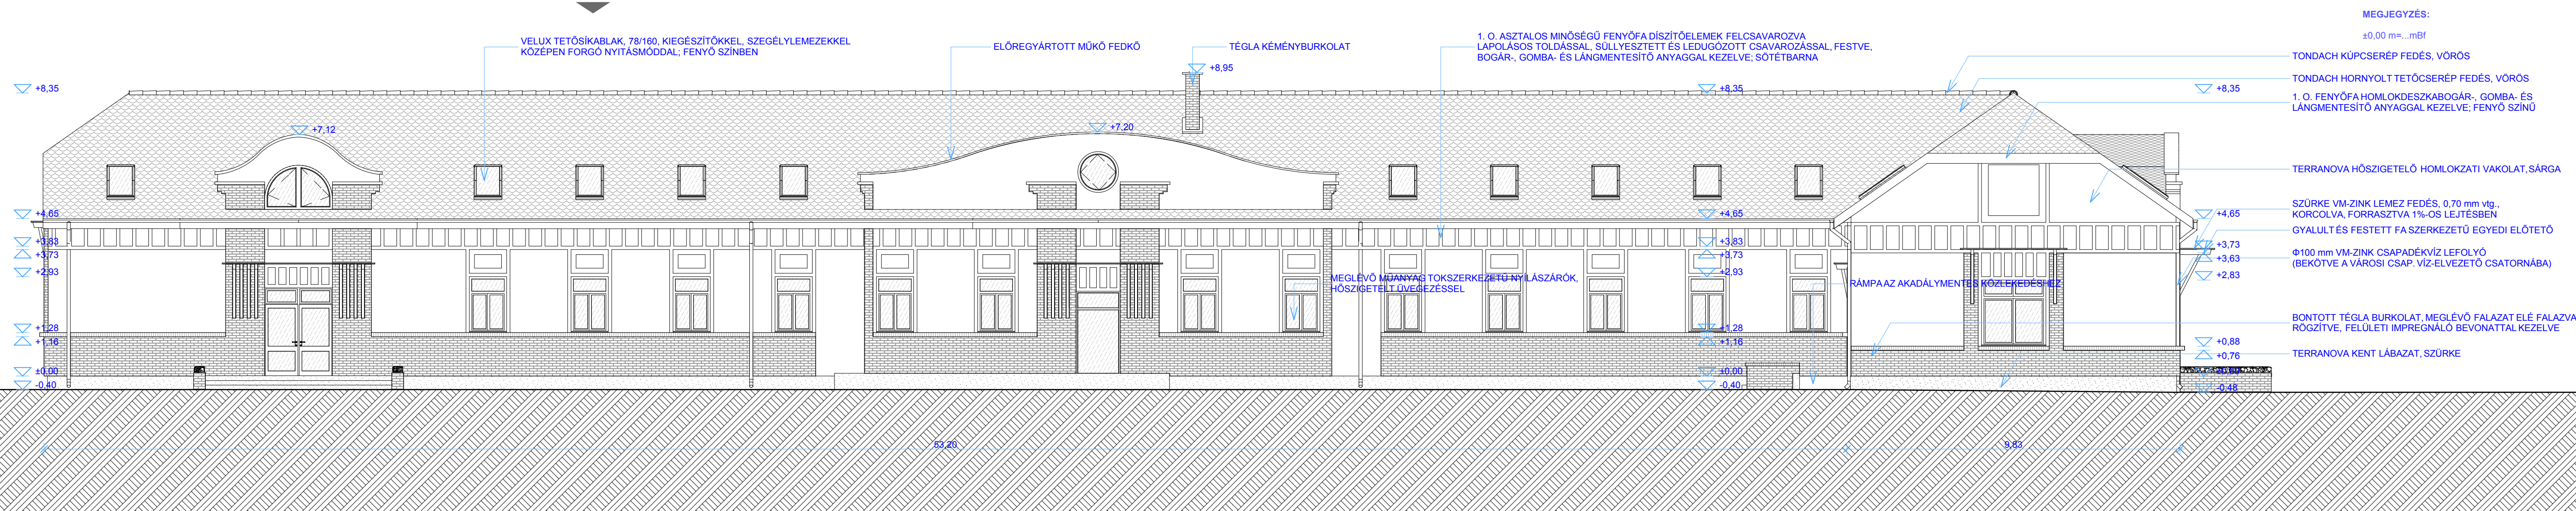 MEGJEGYZÉS:
±0,00 m=...mBf
VELUX TETŐSÍKABLAK, 78/160, KIEGÉSZÍTŐKKEL, SZEGÉLYLEMEZEKKEL
KÖZÉPEN FORGÓ NYITÁSMÓDDAL; FENYŐ SZÍNBEN
ELŐREGYÁRTOTT MŰKŐ FEDKŐ
TÉGLA KÉMÉNYBURKOLAT
1. O. ASZTALOS MINŐSÉGŰ FENYŐFA DÍSZÍTŐELEMEK FELCSAVAROZVA
LAPOLÁSOS TOLDÁSSAL, SÜLLYESZTETT ÉS LEDUGÓZOTT CSAVAROZÁSSAL, FESTVE,
BOGÁR-, GOMBA- ÉS LÁNGMENTESÍTŐ ANYAGGAL KEZELVE; SÖTÉTBARNA
TONDACH KÚPCSERÉP FEDÉS, VÖRÖS
TONDACH HORNYOLT TETŐCSERÉP FEDÉS, VÖRÖS
1. O. FENYŐFA HOMLOKDESZKABOGÁR-, GOMBA- ÉS
LÁNGMENTESÍTŐ ANYAGGAL KEZELVE; FENYŐ SZÍNŰ
TERRANOVA HŐSZIGETELŐ HOMLOKZATI VAKOLAT, SÁRGA
SZÜRKE VM-ZINK LEMEZ FEDÉS, 0,70 mm vtg.,
KORCOLVA, FORRASZTVA 1%-OS LEJTÉSBEN
GYALULT ÉS FESTETT FA SZERKEZETŰ EGYEDI ELŐTETŐ
Φ100 mm VM-ZINK CSAPADÉKVÍZ LEFOLYÓ
(BEKÖTVE A VÁROSI CSAP. VÍZ-ELVEZETŐ CSATORNÁBA)
BONTOTT TÉGLA BURKOLAT, MEGLÉVŐ FALAZAT ELÉ FALAZVA
RÖGZÍTVE, FELÜLETI IMPREGNÁLÓ BEVONATTAL KEZELVE
TERRANOVA KENT LÁBAZAT, SZÜRKE
MEGLÉVŐ MŰANYAG TOKSZERKEZETŰ NYÍLÁSZÁRÓK,
HŐSZIGETELT ÜVEGEZÉSSEL
RÁMPA AZ AKADÁLYMENTES KÖZLEKEDÉSHEZ
+8,35
+4,65
+3,83
+3,73
+2,93
+1,28
+1,16
±0,00
-0,40
+7,12
+7,20
+8,95
+8,35
+4,65
+3,83
+3,73
+2,93
+1,28
+1,16
±0,00
-0,40
+8,35
+4,65
+3,73
+3,63
+2,83
+0,88
+0,76
-0,48
53,20
9,83